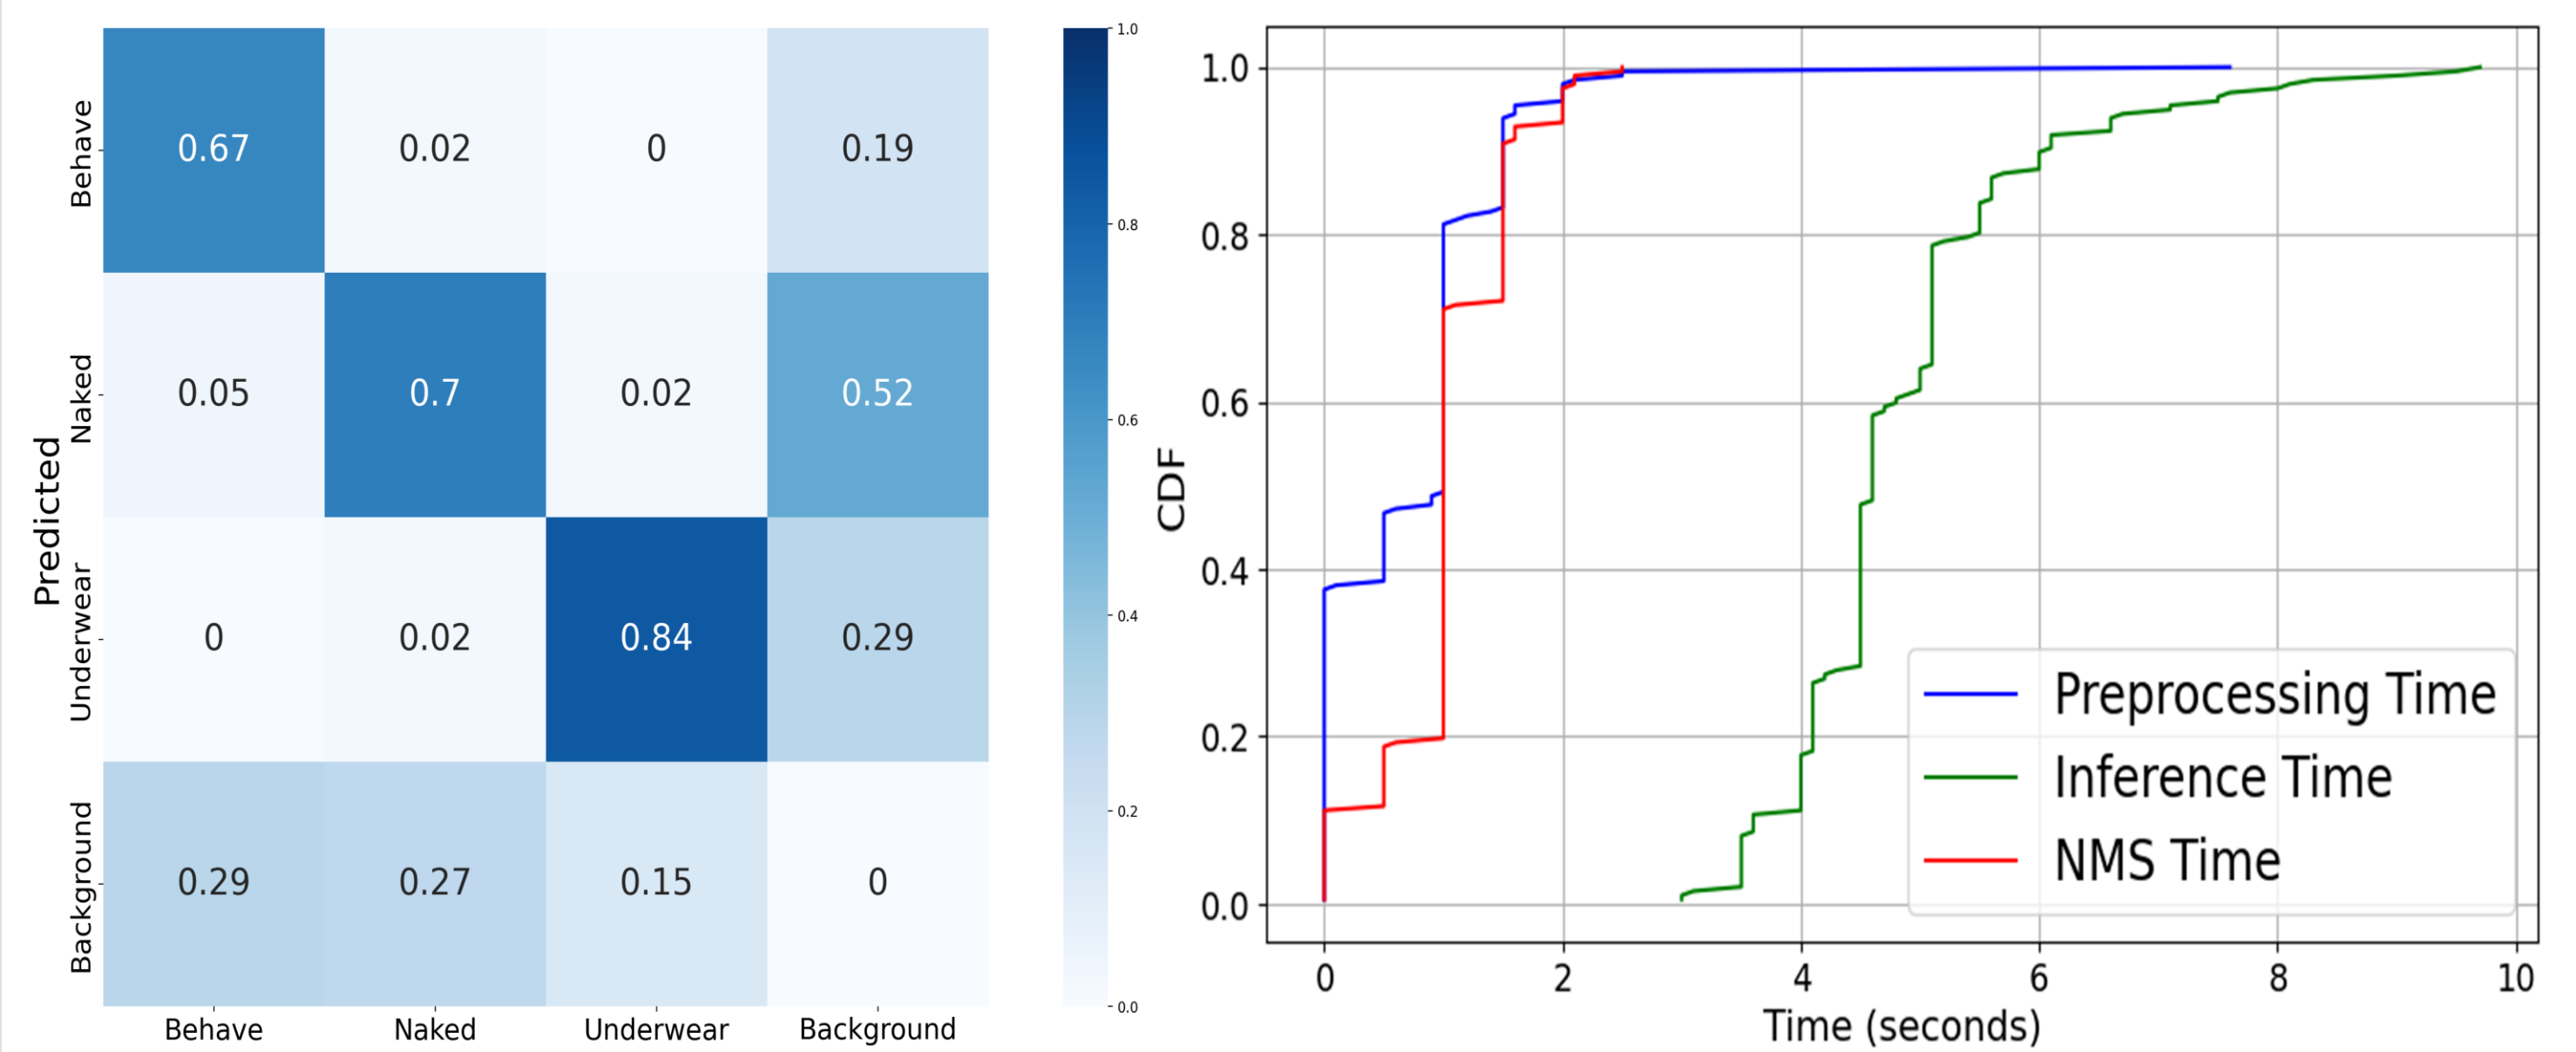 Predicted
Behave
Naked
Underwear
Background
0.67 0.02 0 0.19
0.05 0.7 0.02 0.52
0 0.02 0.84 0.29
0.29 0.27 0.15 0
Behave Naked Underwear Background
1.0
0.8
0.6
0.4
0.2
0.0
CDF
1.0
0.8
0.6
0.4
0.2
0.0
Preprocessing Time
Inference Time
NMS Time
0 2 4 6 8 10
Time (seconds)